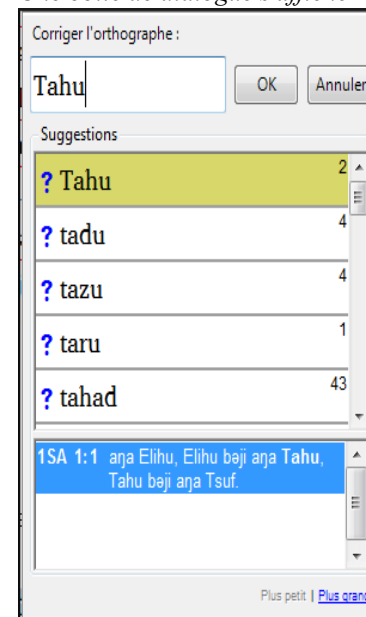 Corriger l'orthographe :
Tahu
OK
Annuler
Suggestions
? Tahu 2
? tadu 4
? tazu 4
? taru 1
? tahad 43
1SA 1:1 aŋa Elihu, Elihu bəji aŋa Tahu,
Tahu bəji aŋa Tsuf.
Plus petit | Plus grand